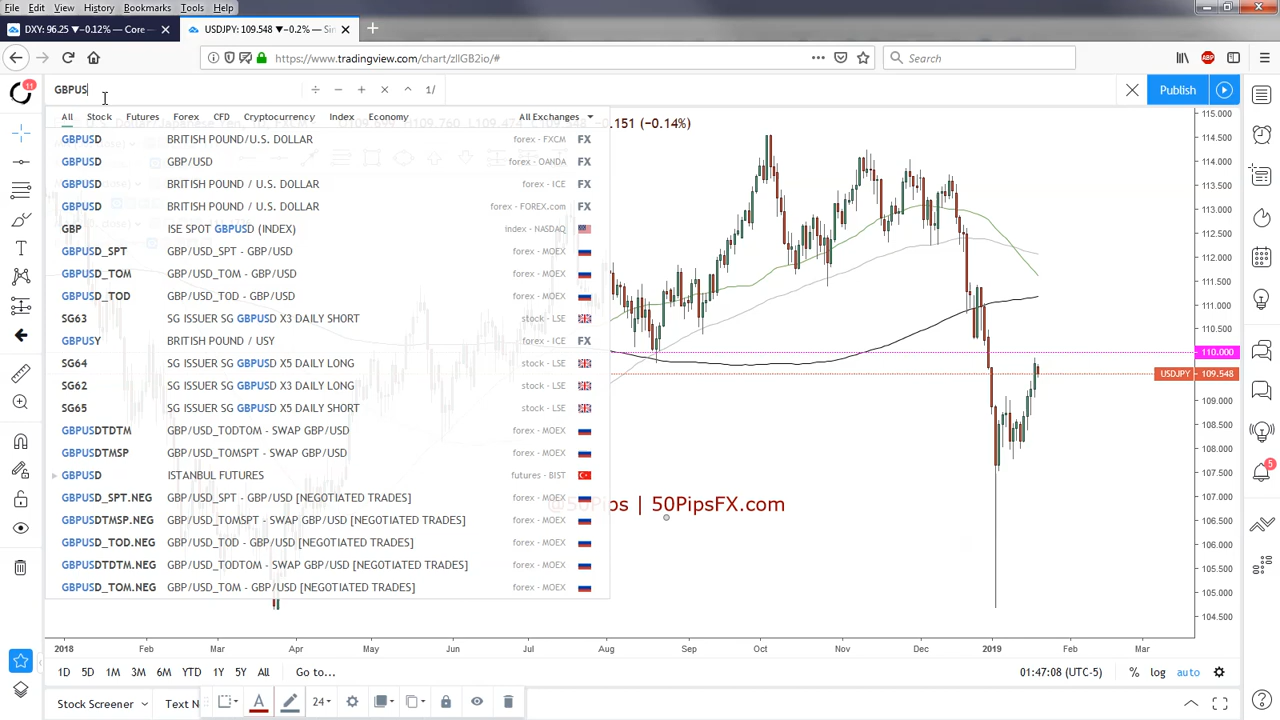 File Edit View History Bookmarks Tools Help
DXY: 96.25 ▼−0.12% — Core —
USDJPY: 109.548 ▼−0.2% — Si
https://www.tradingview.com/chart/zIIGB2io/#
Search
ABP
11
GBPUS
1/
Publish
All Stock Futures Forex CFD Cryptocurrency Index Economy All Exchanges
.151 (−0.14%)
GBPUSD BRITISH POUND/U.S. DOLLAR forex - FXCM FX
GBPUSD GBP/USD forex - OANDA FX
GBPUSD BRITISH POUND / U.S. DOLLAR forex - ICE FX
GBPUSD BRITISH POUND / U.S. DOLLAR forex - FOREX.com FX
GBP ISE SPOT GBPUSD (INDEX) index - NASDAQ
GBPUSD_SPT GBP/USD_SPT - GBP/USD forex - MOEX
GBPUSD_TOM GBP/USD_TOM - GBP/USD forex - MOEX
GBPUSD_TOD GBP/USD_TOD - GBP/USD forex - MOEX
SG63 SG ISSUER SG GBPUSD X3 DAILY SHORT stock - LSE
GBPUSY BRITISH POUND / USY forex - ICE FX
SG64 SG ISSUER SG GBPUSD X5 DAILY LONG stock - LSE
SG62 SG ISSUER SG GBPUSD X3 DAILY LONG stock - LSE
SG65 SG ISSUER SG GBPUSD X5 DAILY SHORT stock - LSE
GBPUSDTDTM GBP/USD_TODTOM - SWAP GBP/USD forex - MOEX
GBPUSDTMSP GBP/USD_TOMSPT - SWAP GBP/USD forex - MOEX
GBPUSD ISTANBUL FUTURES futures - BIST
GBPUSD_SPT.NEG GBP/USD_SPT - GBP/USD [NEGOTIATED TRADES] forex - MOEX
GBPUSDTMSP.NEG GBP/USD_TOMSPT - SWAP GBP/USD [NEGOTIATED TRADES] forex - MOEX
GBPUSD_TOD.NEG GBP/USD_TOD - GBP/USD [NEGOTIATED TRADES] forex - MOEX
GBPUSDTDTM.NEG GBP/USD_TODTOM - SWAP GBP/USD [NEGOTIATED TRADES] forex - MOEX
GBPUSD_TOM.NEG GBP/USD_TOM - GBP/USD [NEGOTIATED TRADES] forex - MOEX
@50Pips | 50PipsFX.com
115.000
114.500
114.000
113.500
113.000
112.500
112.000
111.500
111.000
110.500
110.000
USDJPY 109.548
109.000
108.500
108.000
107.500
107.000
106.500
106.000
105.500
105.000
104.500
5
2018 Feb Mar Apr May Jun Jul Aug Sep Oct Nov Dec 2019 Feb Mar
1D 5D 1M 3M 6M YTD 1Y 5Y All Go to... 01:47:08 (UTC-5) % log auto
Stock Screener Text N A 24